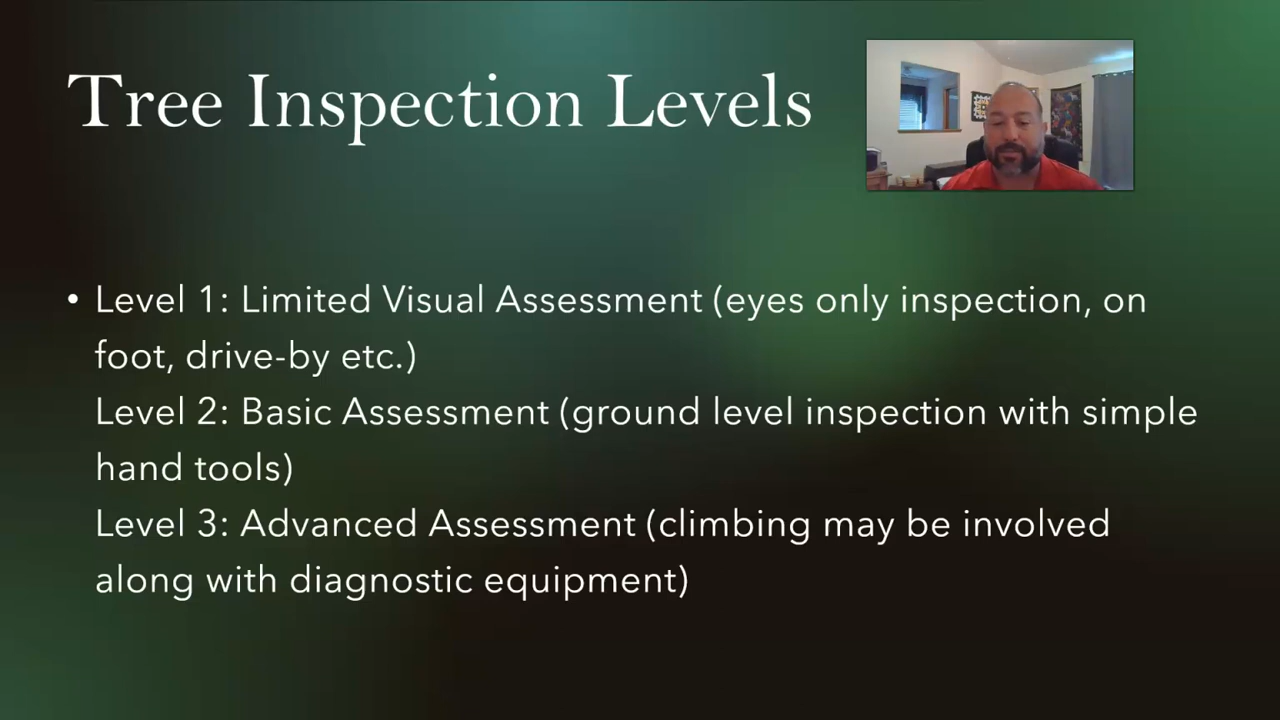 Tree Inspection Levels
• Level 1: Limited Visual Assessment (eyes only inspection, on
foot, drive-by etc.)
Level 2: Basic Assessment (ground level inspection with simple
hand tools)
Level 3: Advanced Assessment (climbing may be involved
along with diagnostic equipment)